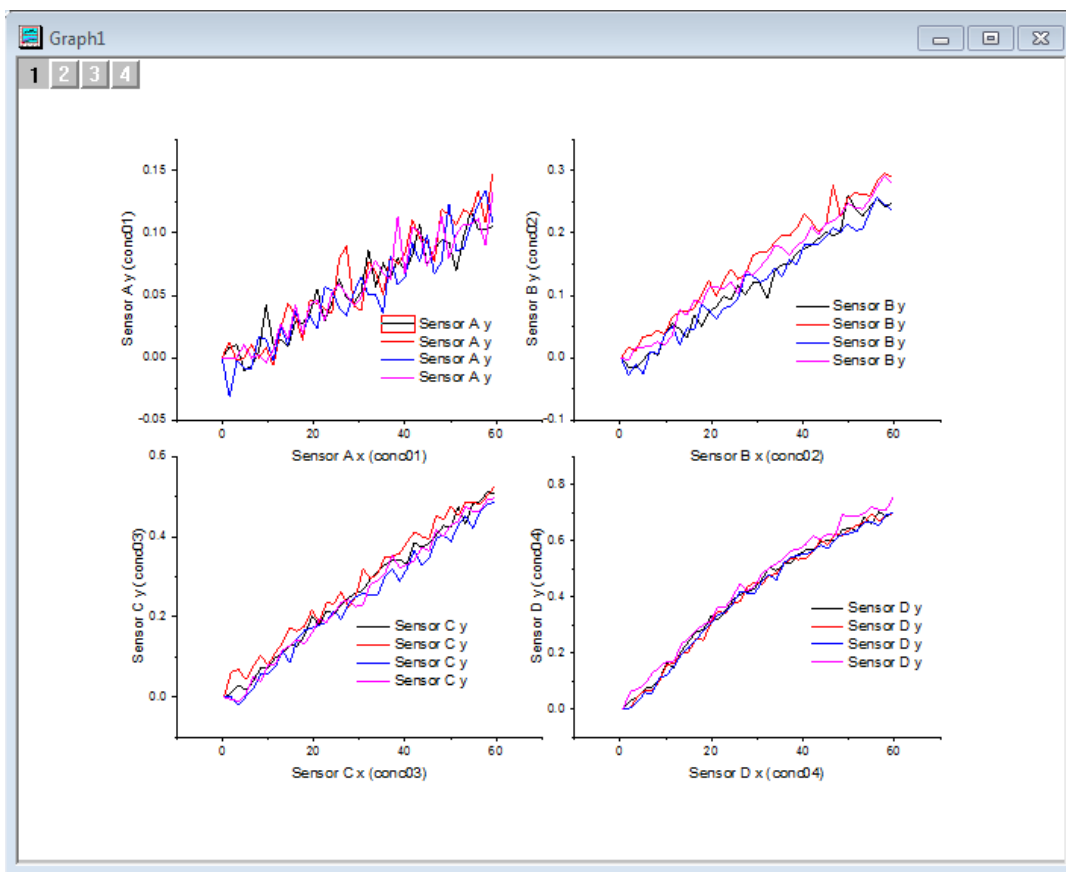 Graph1
1 2 3 4
Sensor A y (conc01)
0.15
0.10
0.05
0.00
-0.05
0 20 40 60
Sensor A x (conc01)
Sensor A y
Sensor A y
Sensor A y
Sensor A y
Sensor B y (conc02)
0.3
0.2
0.1
0.0
-0.1
0 20 40 60
Sensor B x (conc02)
Sensor B y
Sensor B y
Sensor B y
Sensor B y
Sensor C y (conc03)
0.6
0.4
0.2
0.0
0 20 40 60
Sensor C x (conc03)
Sensor C y
Sensor C y
Sensor C y
Sensor C y
Sensor D y (conc04)
0.8
0.6
0.4
0.2
0.0
0 20 40 60
Sensor D x (conc04)
Sensor D y
Sensor D y
Sensor D y
Sensor D y